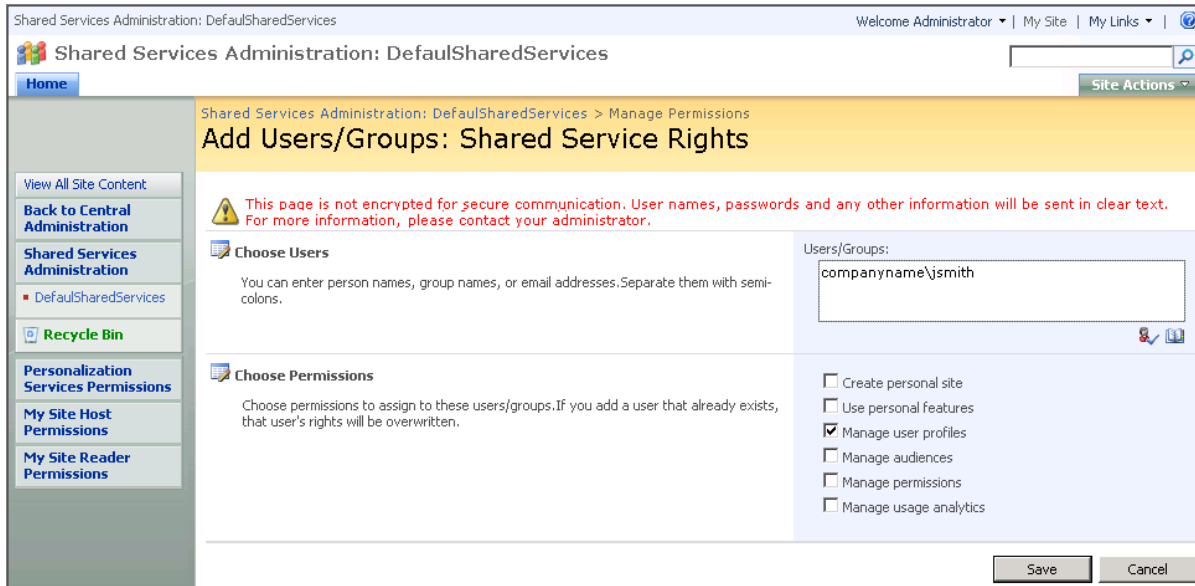 Shared Services Administration: DefaulSharedServices
Welcome Administrator | My Site | My Links |
Shared Services Administration: DefaulSharedServices
Home
Site Actions
Shared Services Administration: DefaulSharedServices > Manage Permissions
Add Users/Groups: Shared Service Rights
View All Site Content
Back to Central
Administration
Shared Services
Administration
DefaulSharedServices
Recycle Bin
Personalization
Services Permissions
My Site Host
Permissions
My Site Reader
Permissions
This page is not encrypted for secure communication. User names, passwords and any other information will be sent in clear text.
For more information, please contact your administrator.
Choose Users
You can enter person names, group names, or email addresses.Separate them with semi-
colons.
Users/Groups:
companyname\jsmith
Choose Permissions
Choose permissions to assign to these users/groups.If you add a user that already exists,
that user's rights will be overwritten.
Create personal site
Use personal features
Manage user profiles
Manage audiences
Manage permissions
Manage usage analytics
Save
Cancel